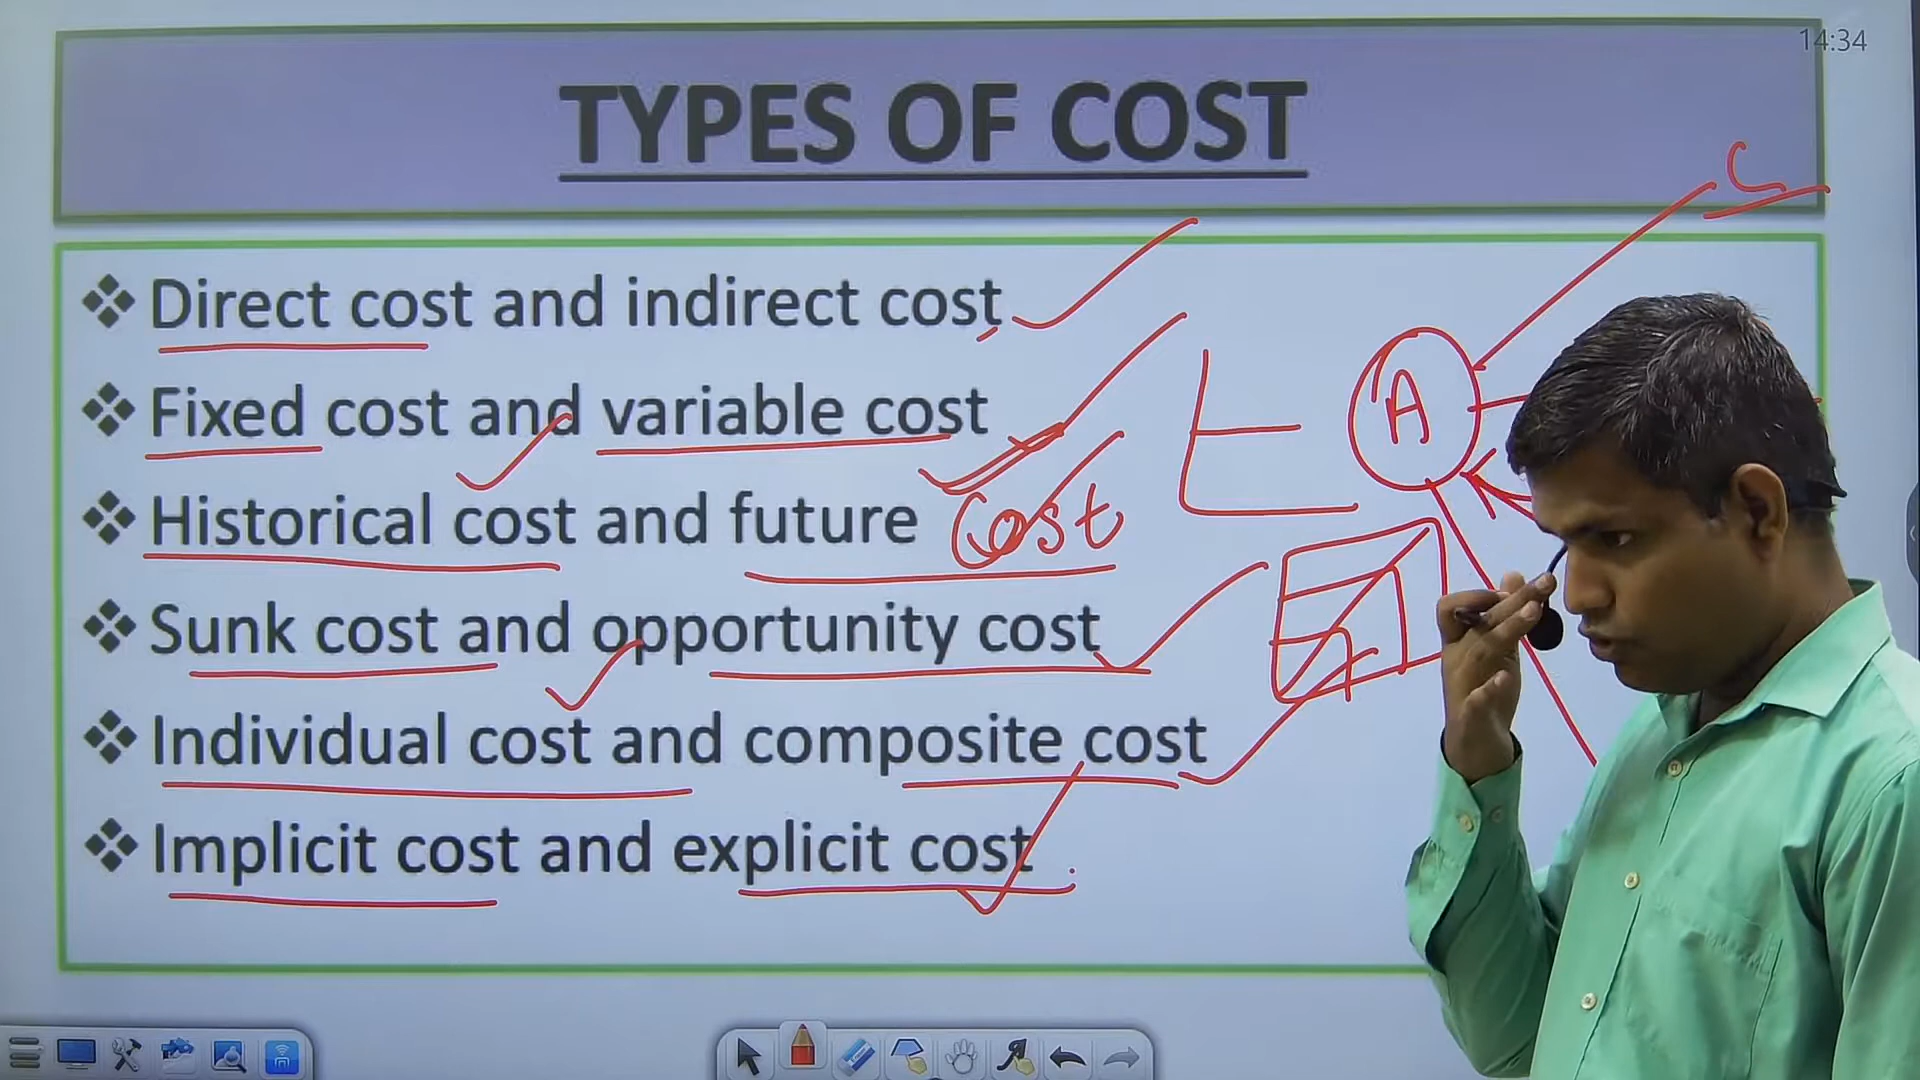 14:34
TYPES OF COST
C
❖ Direct cost and indirect cost
A
❖ Fixed cost and variable cost
❖ Historical cost and future Cost
❖ Sunk cost and opportunity cost
❖ Individual cost and composite cost
❖ Implicit cost and explicit cost